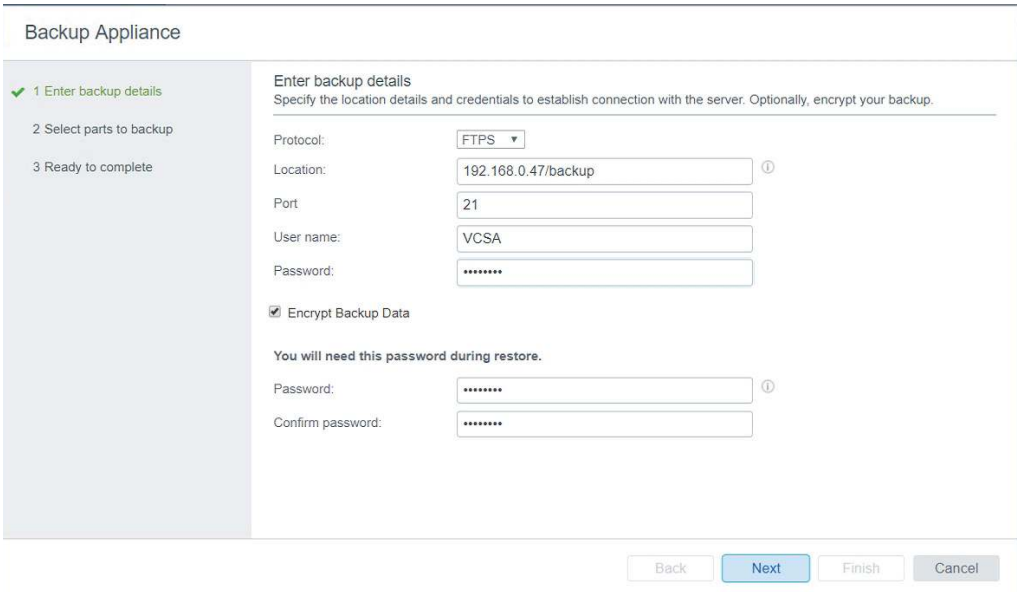 Backup Appliance
1 Enter backup details
2 Select parts to backup
3 Ready to complete
Enter backup details
Specify the location details and credentials to establish connection with the server. Optionally, encrypt your backup.
Protocol: FTPS
Location: 192.168.0.47/backup
Port 21
User name: VCSA
Password: ••••••••
Encrypt Backup Data
You will need this password during restore.
Password: ••••••••
Confirm password: ••••••••
Back Next Finish Cancel